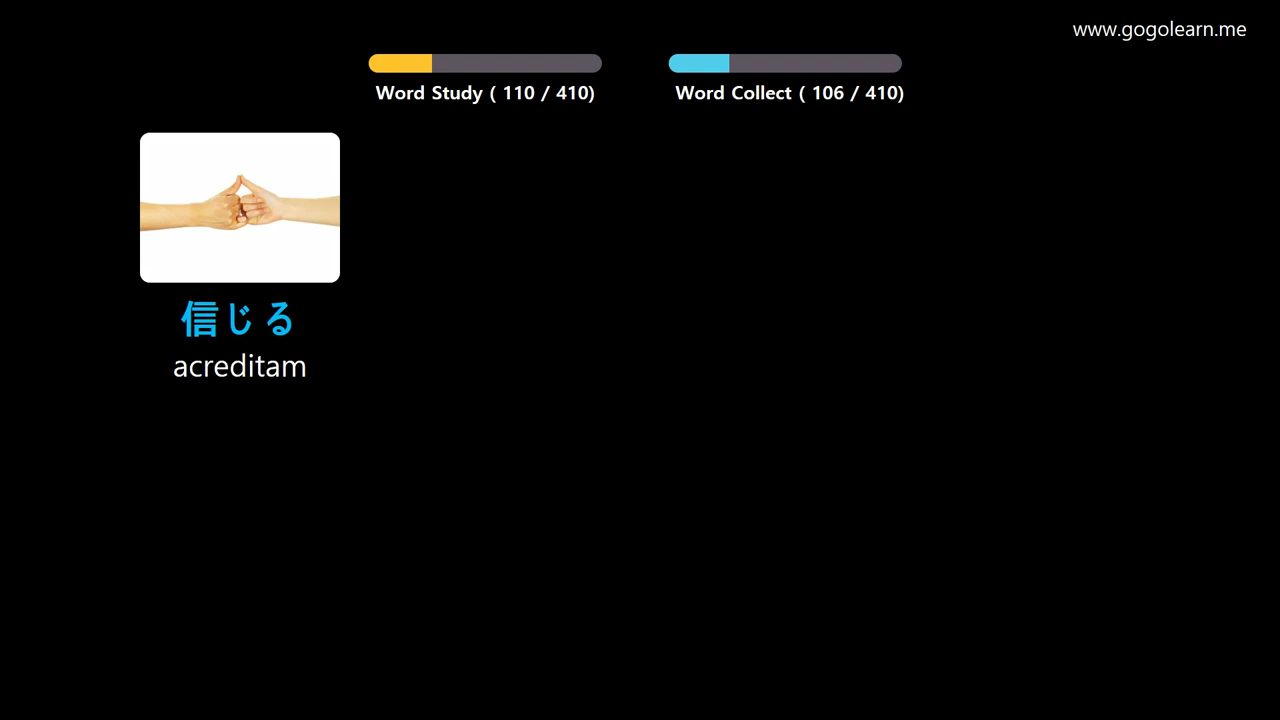 www.gogolearn.me
Word Study ( 110 / 410)
Word Collect ( 106 / 410)
信じる
acreditam